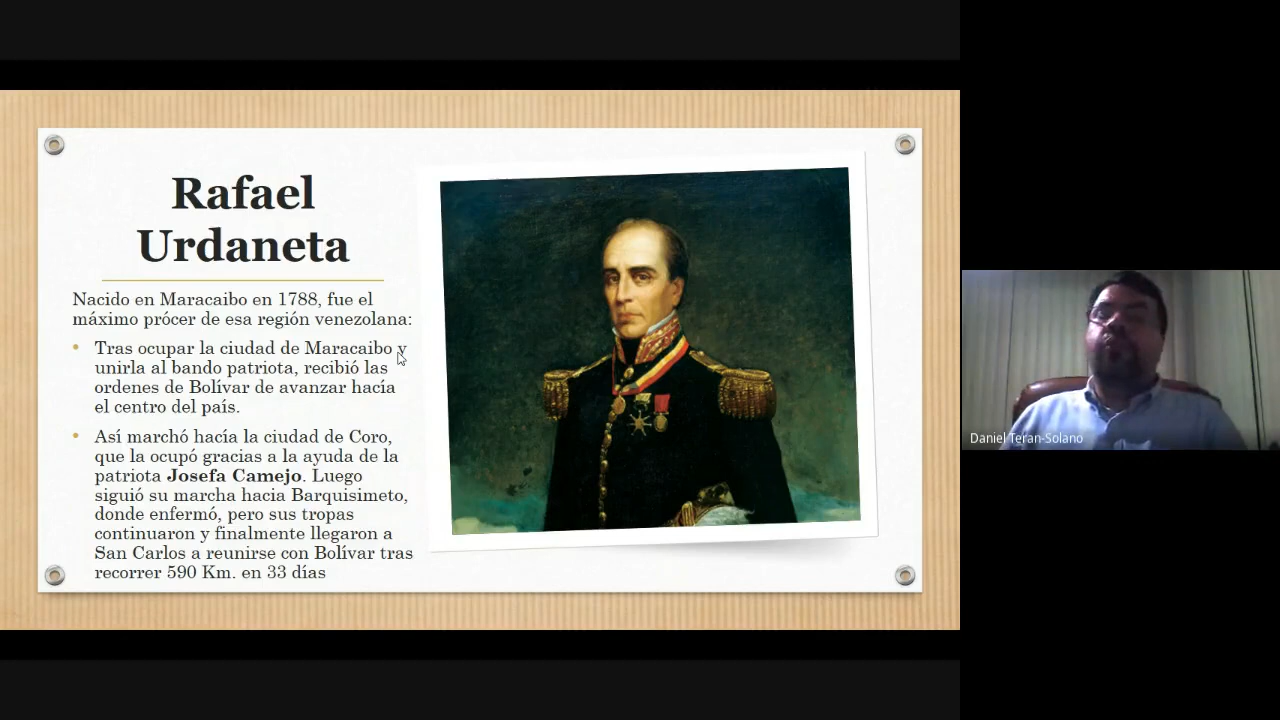 Rafael
Urdaneta
Nacido en Maracaibo en 1788, fue el
máximo prócer de esa región venezolana:
• Tras ocupar la ciudad de Maracaibo y
unirla al bando patriota, recibió las
ordenes de Bolívar de avanzar hacía
el centro del país.
• Así marchó hacía la ciudad de Coro,
que la ocupó gracias a la ayuda de la
patriota Josefa Camejo. Luego
siguió su marcha hacia Barquisimeto,
donde enfermó, pero sus tropas
continuaron y finalmente llegaron a
San Carlos a reunirse con Bolívar tras
recorrer 590 Km. en 33 días
Daniel Teran-Solano